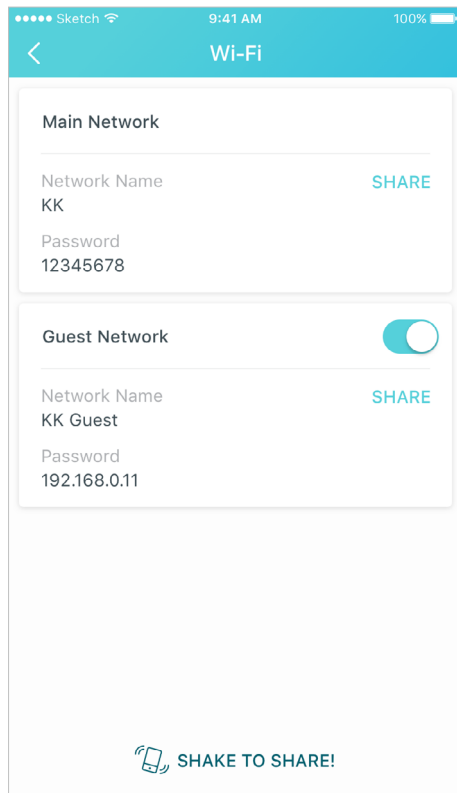 Sketch 9:41 AM 100%
Wi-Fi
Main Network
Network Name
SHARE
KK
Password
12345678
Guest Network
Network Name
SHARE
KK Guest
Password
192.168.0.11
SHAKE TO SHARE!